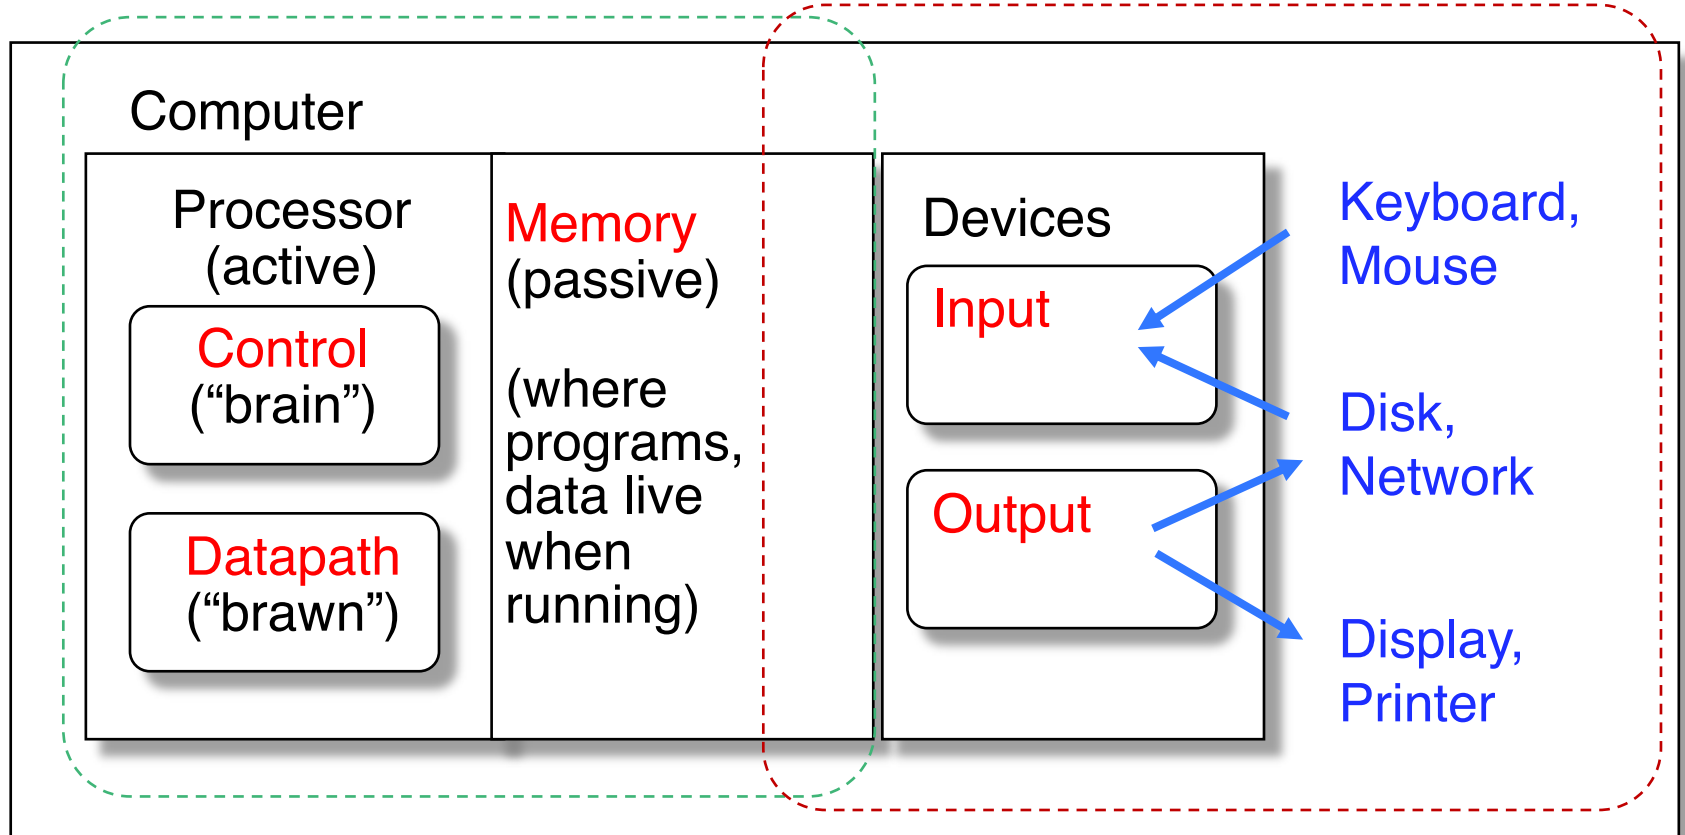 Computer
Processor
(active)
Control
(“brain”)
Datapath
(“brawn”)
Memory
(passive)
(where
programs,
data live
when
running)
Devices
Input
Output
Keyboard,
Mouse
Disk,
Network
Display,
Printer